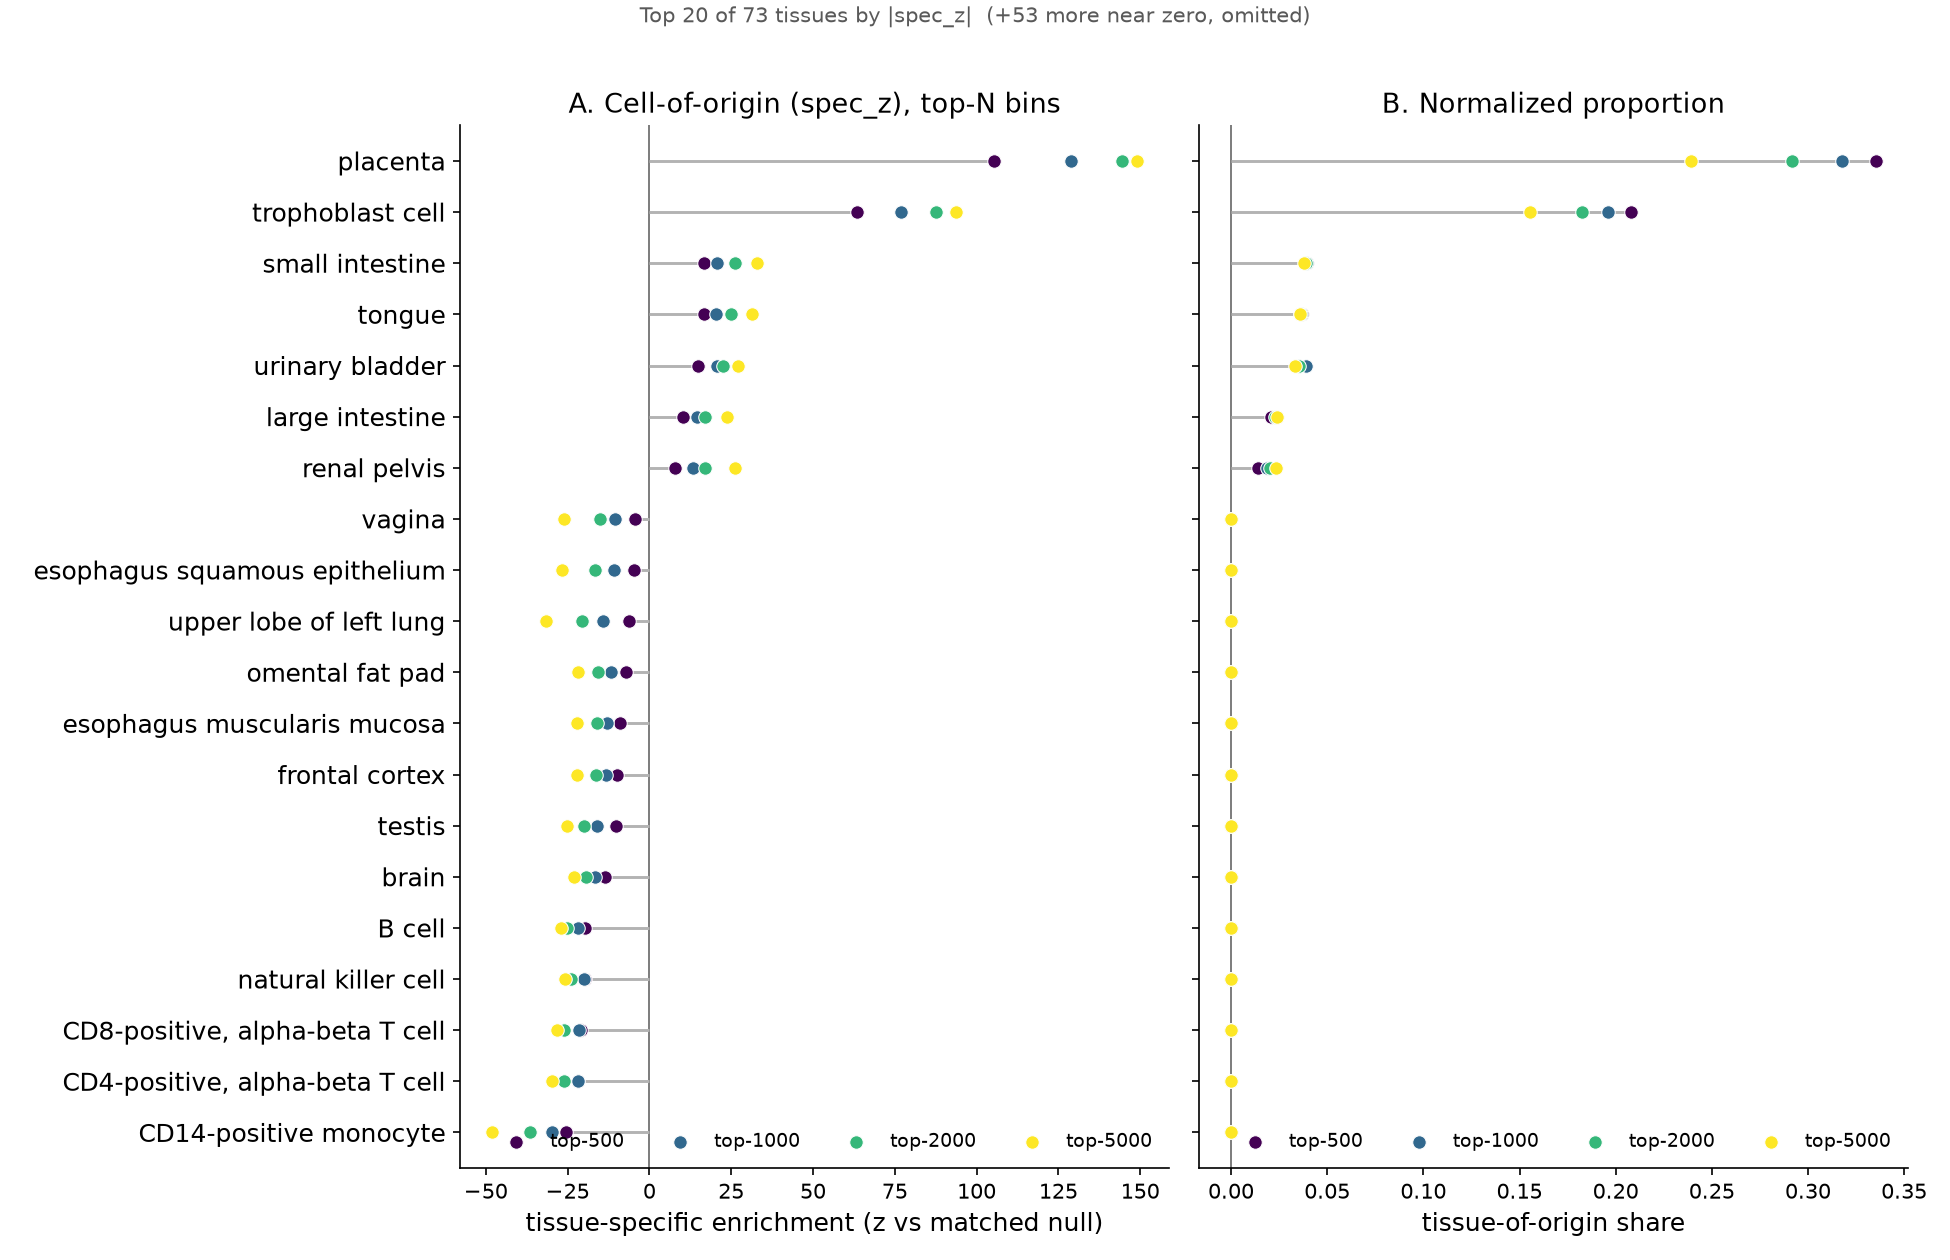 Top 20 of 73 tissues by |spec_z|  (+53 more near zero, omitted)
A. Cell-of-origin (spec_z), top-N bins
B. Normalized proportion
placenta
trophoblast cell
small intestine
tongue
urinary bladder
large intestine
renal pelvis
vagina
esophagus squamous epithelium
upper lobe of left lung
omental fat pad
esophagus muscularis mucosa
frontal cortex
testis
brain
B cell
natural killer cell
CD8-positive, alpha-beta T cell
CD4-positive, alpha-beta T cell
CD14-positive monocyte
top-500 top-1000 top-2000 top-5000
top-500 top-1000 top-2000 top-5000
−50 −25 0 25 50 75 100 125 150
0.00 0.05 0.10 0.15 0.20 0.25 0.30 0.35
tissue-specific enrichment (z vs matched null)
tissue-of-origin share